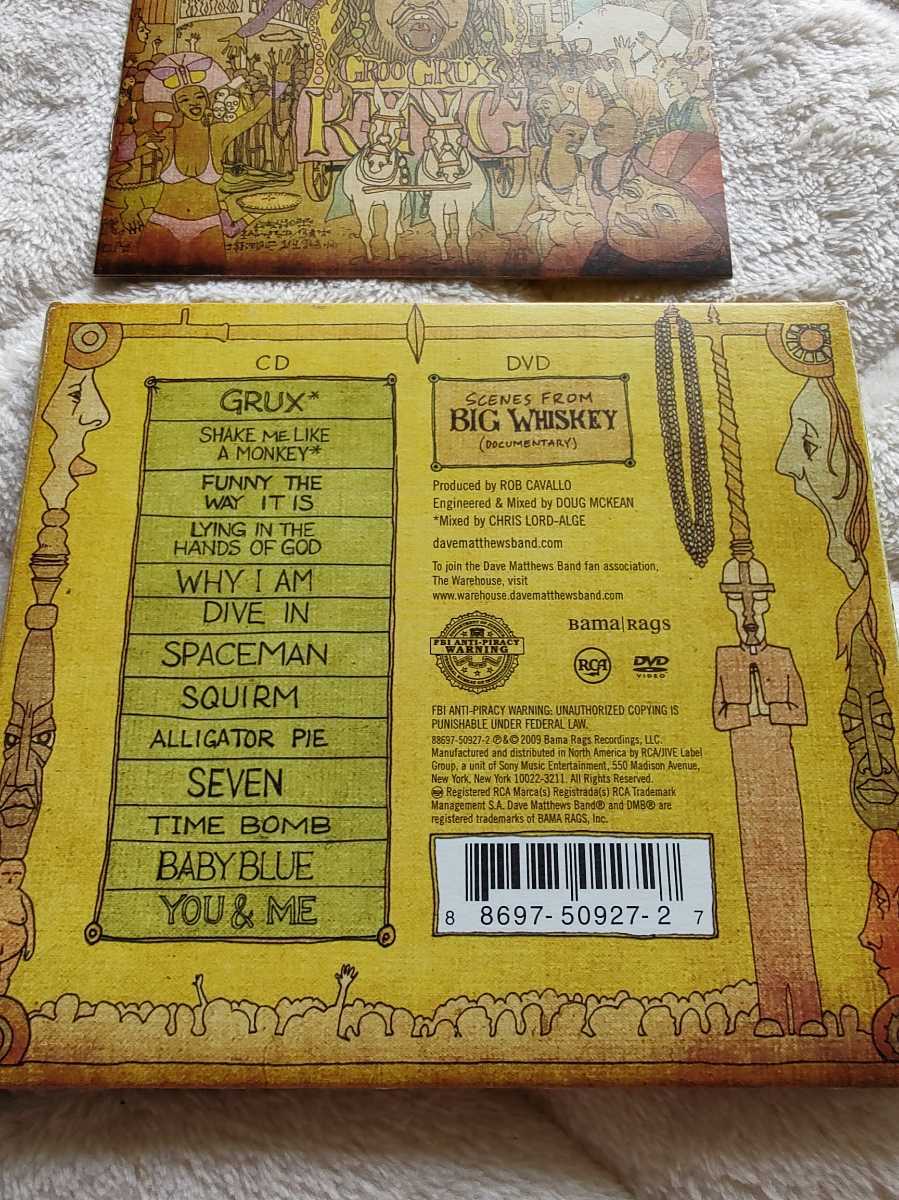 GROO GRUX
KING
CD
GRUX*
SHAKE ME LIKE
A MONKEY*
FUNNY THE
WAY IT IS
LYING IN THE
HANDS OF GOD
WHY I AM
DIVE IN
SPACEMAN
SQUIRM
ALLIGATOR PIE
SEVEN
TIME BOMB
BABY BLUE
YOU & ME
DVD
SCENES FROM
BIG WHISKEY
(DOCUMENTARY)
Produced by ROB CAVALLO
Engineered & Mixed by DOUG MCKEAN
*Mixed by CHRIS LORD-ALGE
davematthewsband.com
To join the Dave Matthews Band fan association,
The Warehouse, visit
www.warehouse.davematthewsband.com
FBI ANTI-PIRACY
WARNING
Bama|Rags
RCA
DVD
VIDEO
FBI ANTI-PIRACY WARNING: UNAUTHORIZED COPYING IS
PUNISHABLE UNDER FEDERAL LAW.
88697-50927-2 ℗&© 2009 Bama Rags Recordings, LLC.
Manufactured and distributed in North America by RCA/JIVE Label
Group, a unit of Sony Music Entertainment, 550 Madison Avenue,
New York, New York 10022-3211. All Rights Reserved.
RCA Registered RCA Marca(s) Registrada(s) RCA Trademark
Management S.A. Dave Matthews Band® and DMB® are
registered trademarks of BAMA RAGS, Inc.
8 8697-50927-2 7